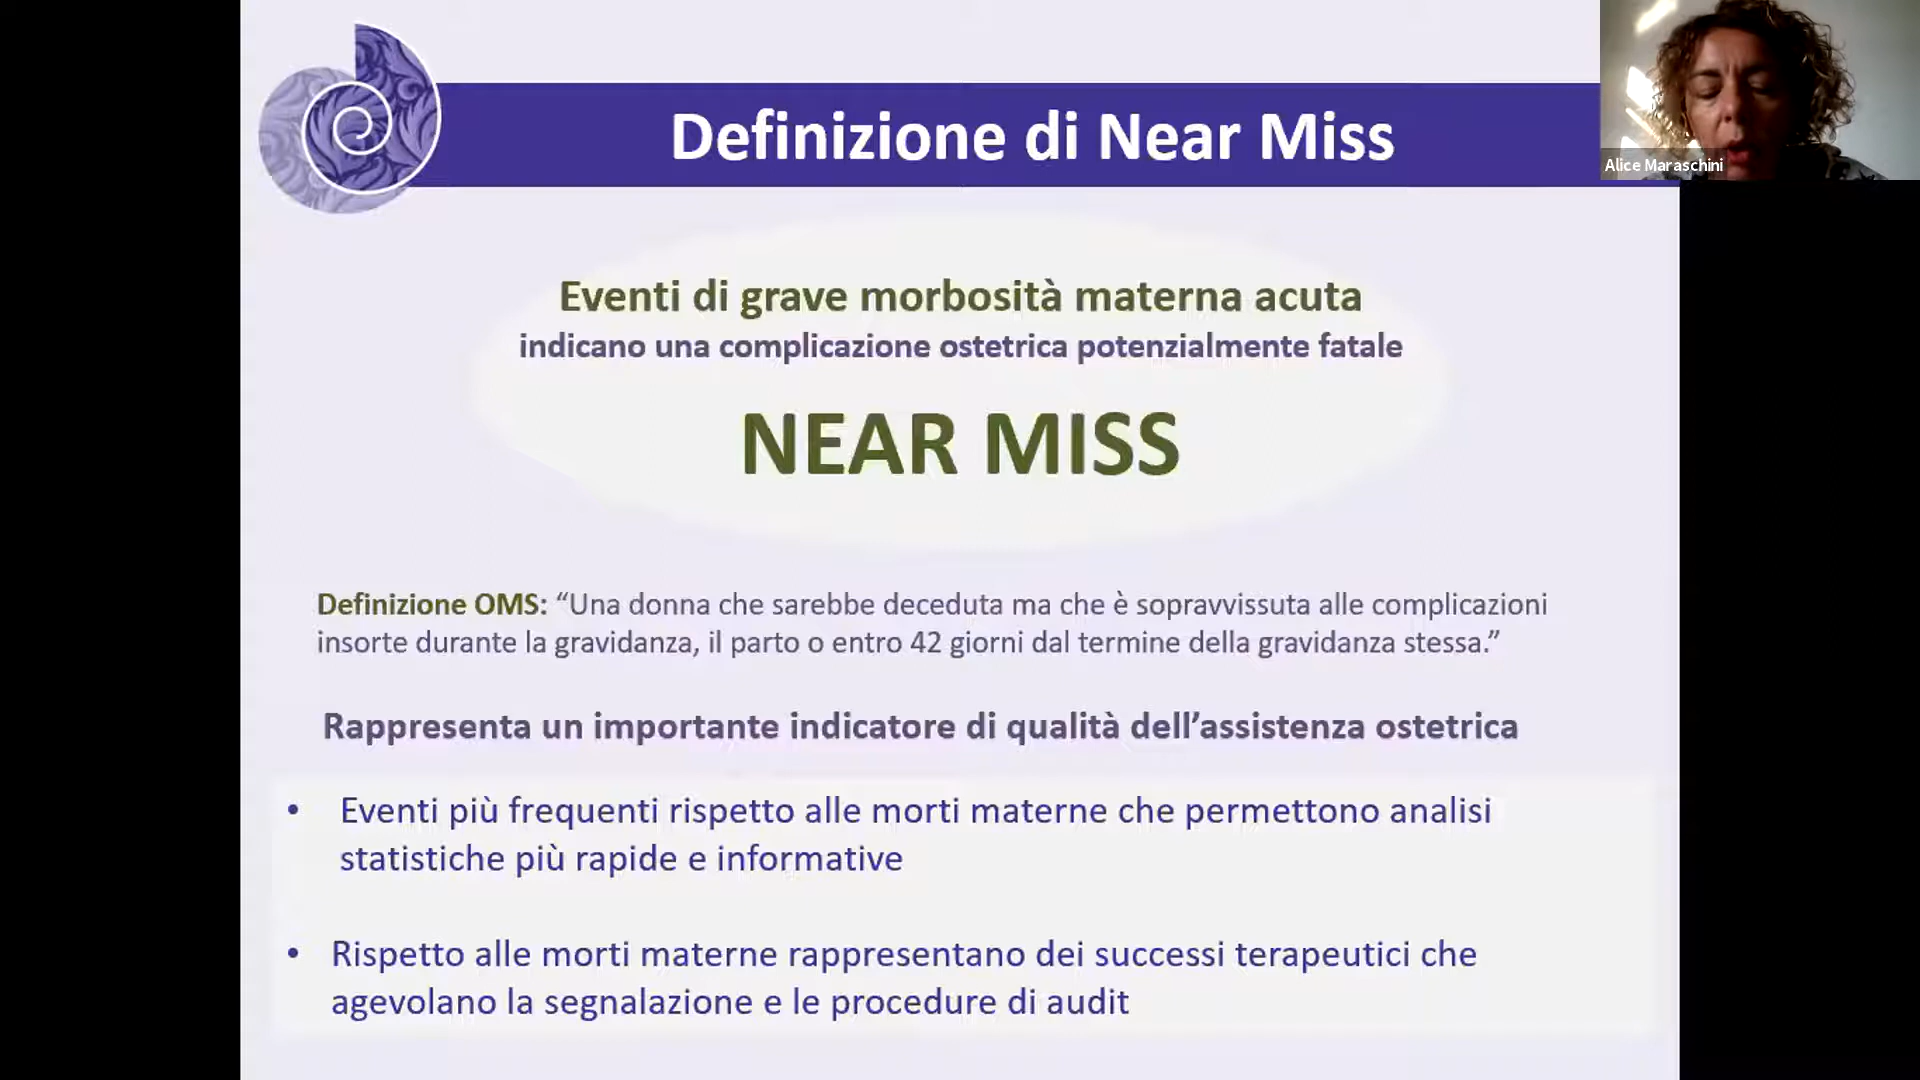 Definizione di Near Miss
Alice Maraschini
Eventi di grave morbosità materna acuta
indicano una complicazione ostetrica potenzialmente fatale
NEAR MISS
Definizione OMS: “Una donna che sarebbe deceduta ma che è sopravvissuta alle complicazioni
insorte durante la gravidanza, il parto o entro 42 giorni dal termine della gravidanza stessa.”
Rappresenta un importante indicatore di qualità dell’assistenza ostetrica
• Eventi più frequenti rispetto alle morti materne che permettono analisi
statistiche più rapide e informative
• Rispetto alle morti materne rappresentano dei successi terapeutici che
agevolano la segnalazione e le procedure di audit